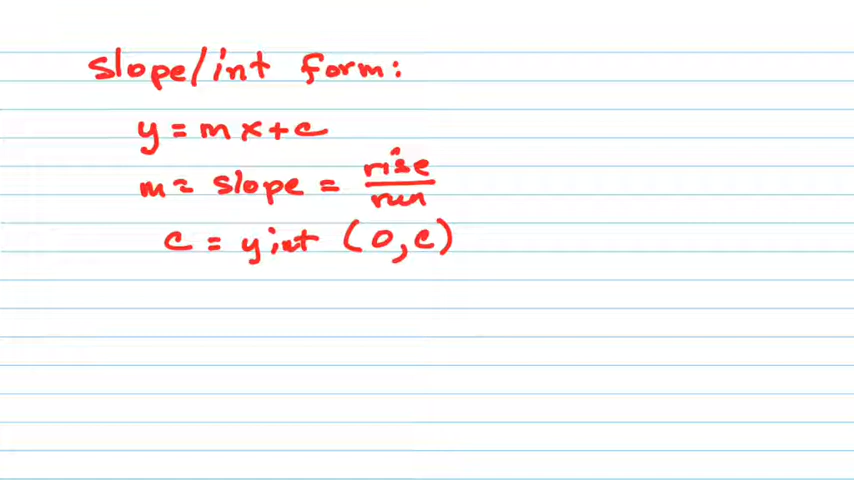 slope/int form:
y = mx + c
m = slope = rise/run
c = y int (0, c)